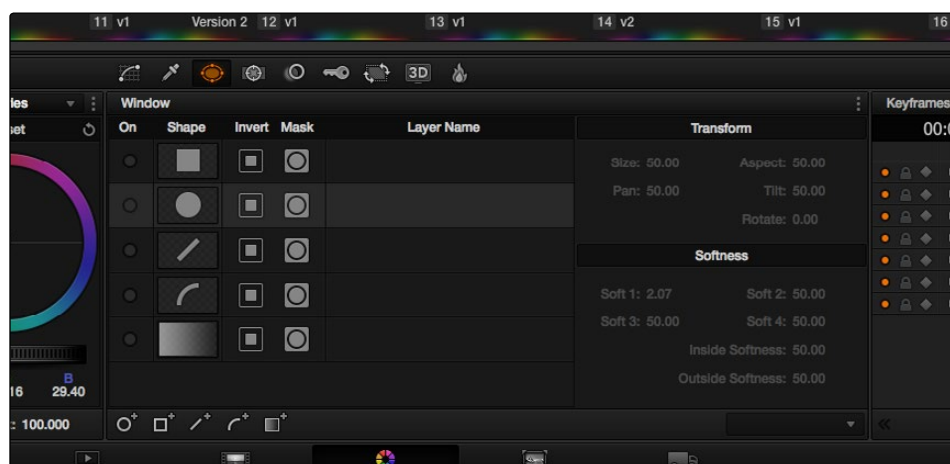 11 v1 Version 2 12 v1 13 v1 14 v2 15 v1 16
3D
Window
Keyframes
On Shape Invert Mask Layer Name
Transform
Size: 50.00 Aspect: 50.00
Pan: 50.00 Tilt: 50.00
Rotate: 0.00
Softness
Soft 1: 2.07 Soft 2: 50.00
Soft 3: 50.00 Soft 4: 50.00
Inside Softness: 50.00
Outside Softness: 50.00
B
16 29.40
: 100.000